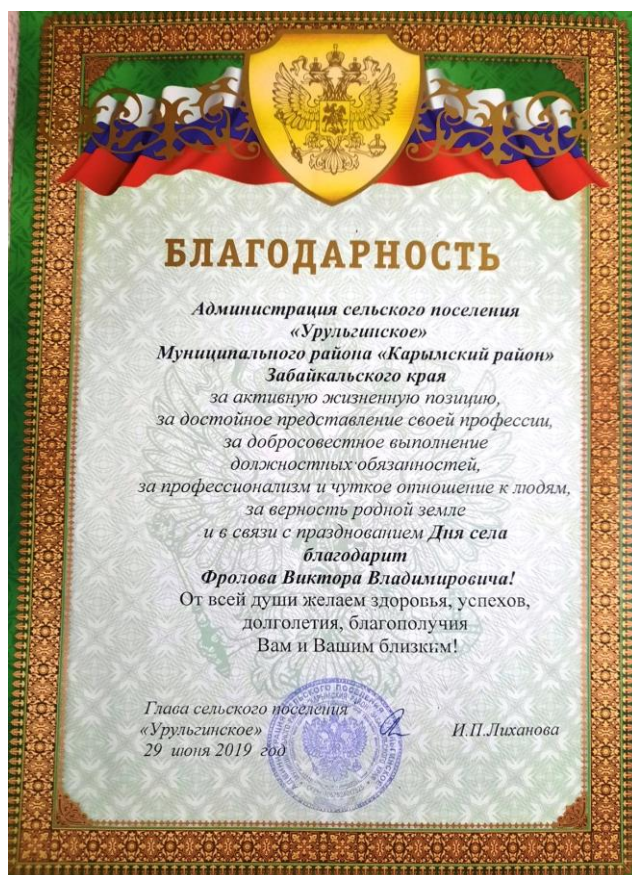 БЛАГОДАРНОСТЬ
Администрация сельского поселения
«Урульгинское»
Муниципального района «Карымский район»
Забайкальского края
за активную жизненную позицию,
за достойное представление своей профессии,
за добросовестное выполнение
должностных обязанностей,
за профессионализм и чуткое отношение к людям,
за верность родной земле
и в связи с празднованием Дня села
благодарит
Фролова Виктора Владимировича!
От всей души желаем здоровья, успехов,
долголетия, благополучия
Вам и Вашим близким!
Глава сельского поселения
«Урульгинское» И.П.Лиханова
29 июня 2019 год